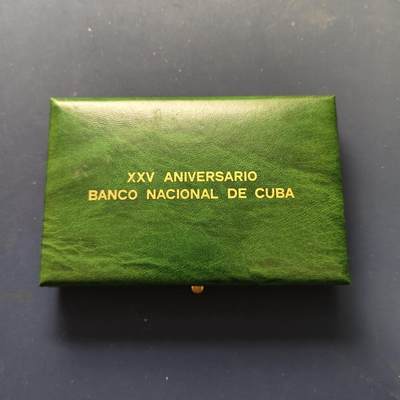 XXV ANIVERSARIO
BANCO NACIONAL DE CUBA